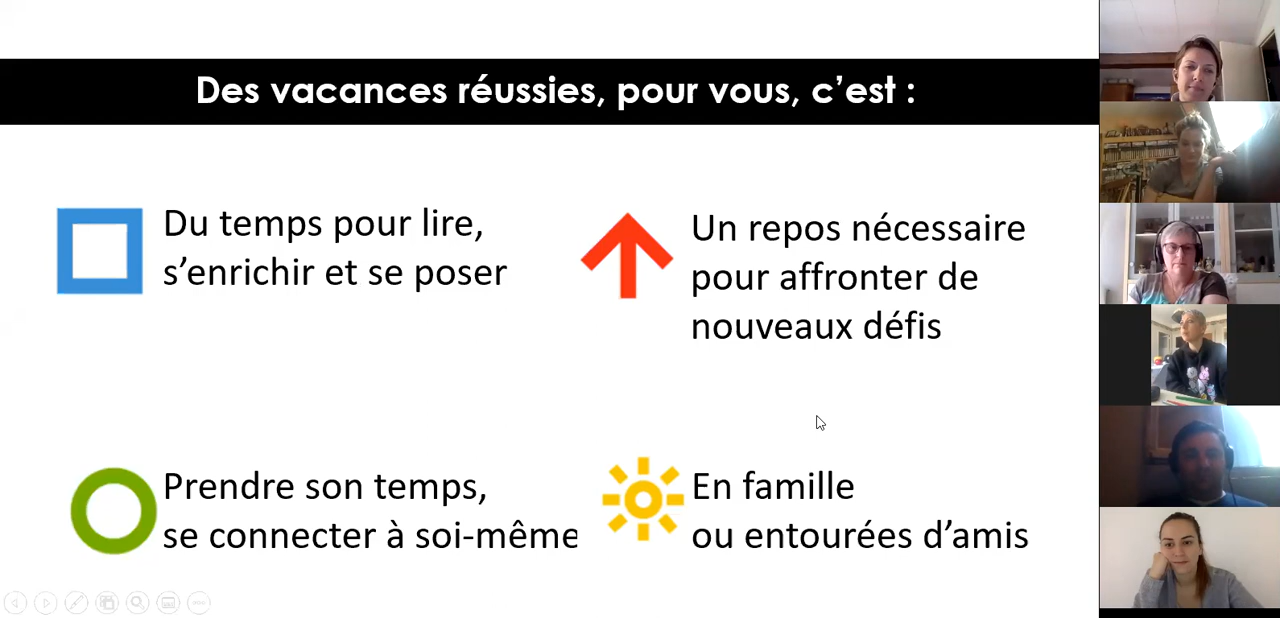 Des vacances réussies, pour vous, c’est :
Du temps pour lire,
s’enrichir et se poser
Un repos nécessaire
pour affronter de
nouveaux défis
Prendre son temps,
se connecter à soi-même
En famille
ou entourées d’amis